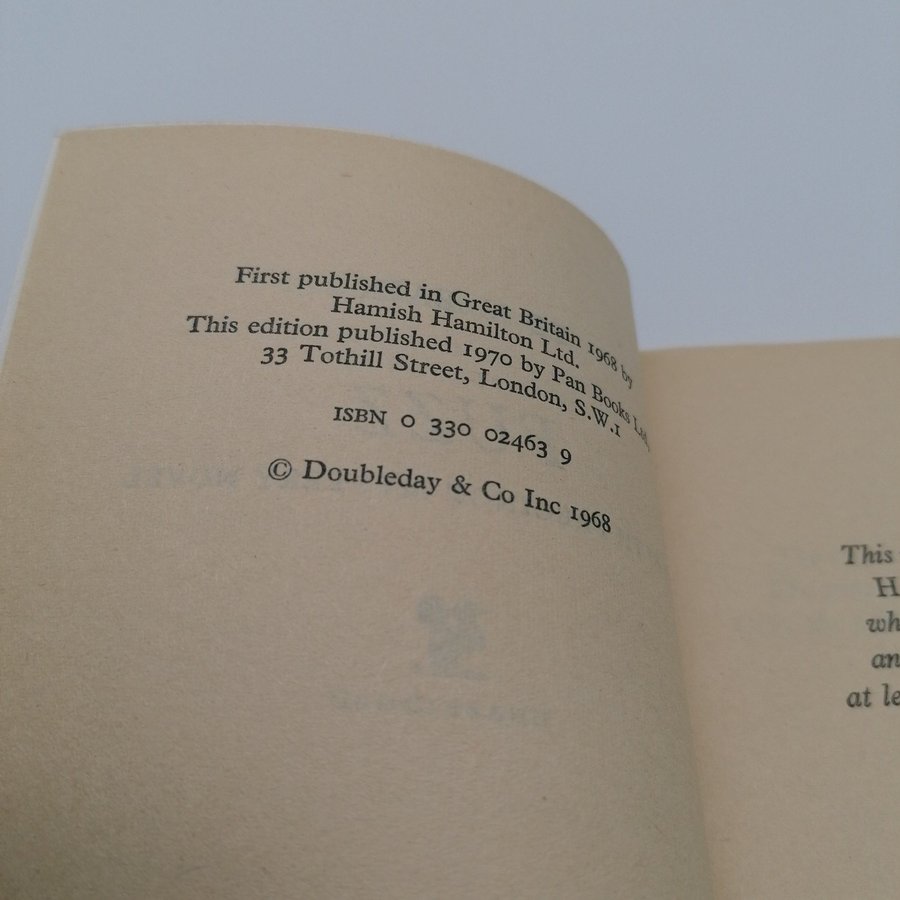 First published in Great Britain 1968 by
Hamish Hamilton Ltd.
This edition published 1970 by Pan Books Ltd,
33 Tothill Street, London, S.W.1
ISBN 0 330 02463 9
© Doubleday & Co Inc 1968
This
H
wh
an
at le